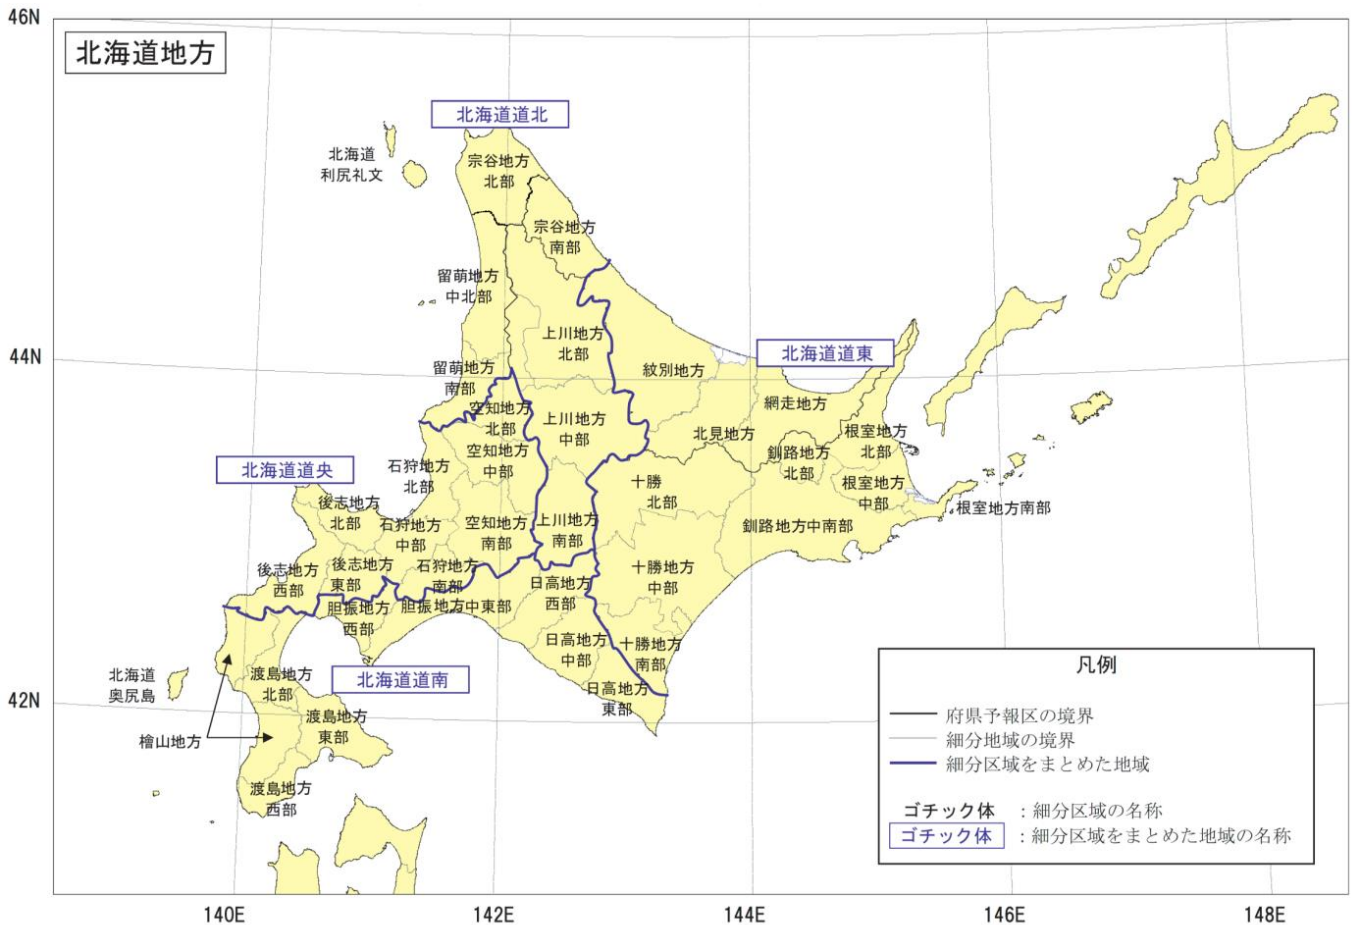 46N
北海道地方
北海道道北
北海道
利尻礼文
宗谷地方
北部
宗谷地方
南部
留萌地方
中北部
上川地方
北部
44N
北海道道東
留萌地方
南部
紋別地方
網走地方
空知地方
北部
上川地方
中部
北見地方
根室地方
北部
釧路地方
北部
北海道道央
石狩地方
北部
空知地方
中部
十勝
北部
根室地方
中部
根室地方南部
後志地方
北部
石狩地方
中部
空知地方
南部
上川地方
南部
釧路地方中南部
後志地方
西部
後志地方
東部
石狩地方
南部
十勝地方
中部
日高地方
西部
胆振地方
西部
胆振地方中東部
日高地方
中部
十勝地方
南部
北海道
奥尻島
渡島地方
北部
北海道道南
日高地方
東部
42N
檜山地方
渡島地方
東部
渡島地方
西部
凡例
府県予報区の境界
細分地域の境界
細分区域をまとめた地域
ゴチック体 :細分区域の名称
ゴチック体 :細分区域をまとめた地域の名称
140E 142E 144E 146E 148E